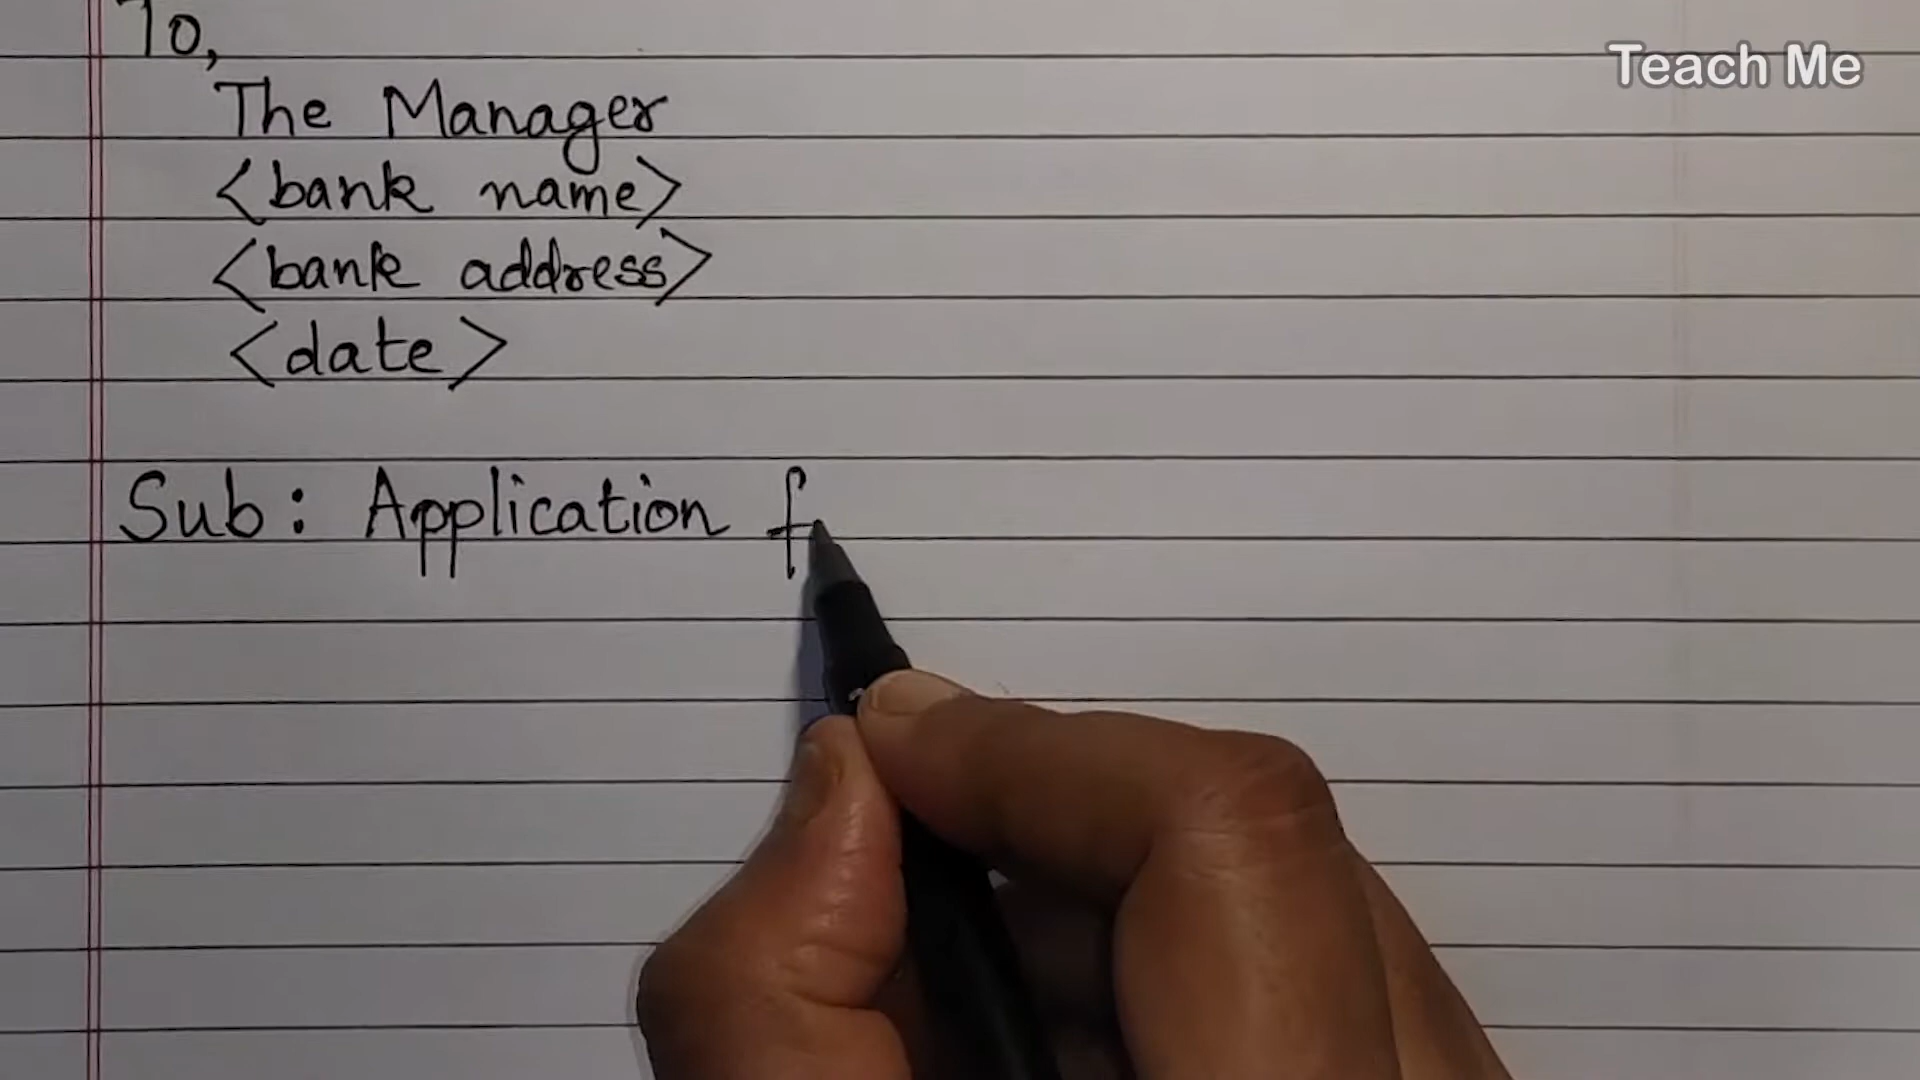 To,
Teach Me
The Manager
<bank name>
<bank address>
<date>
Sub: Application f